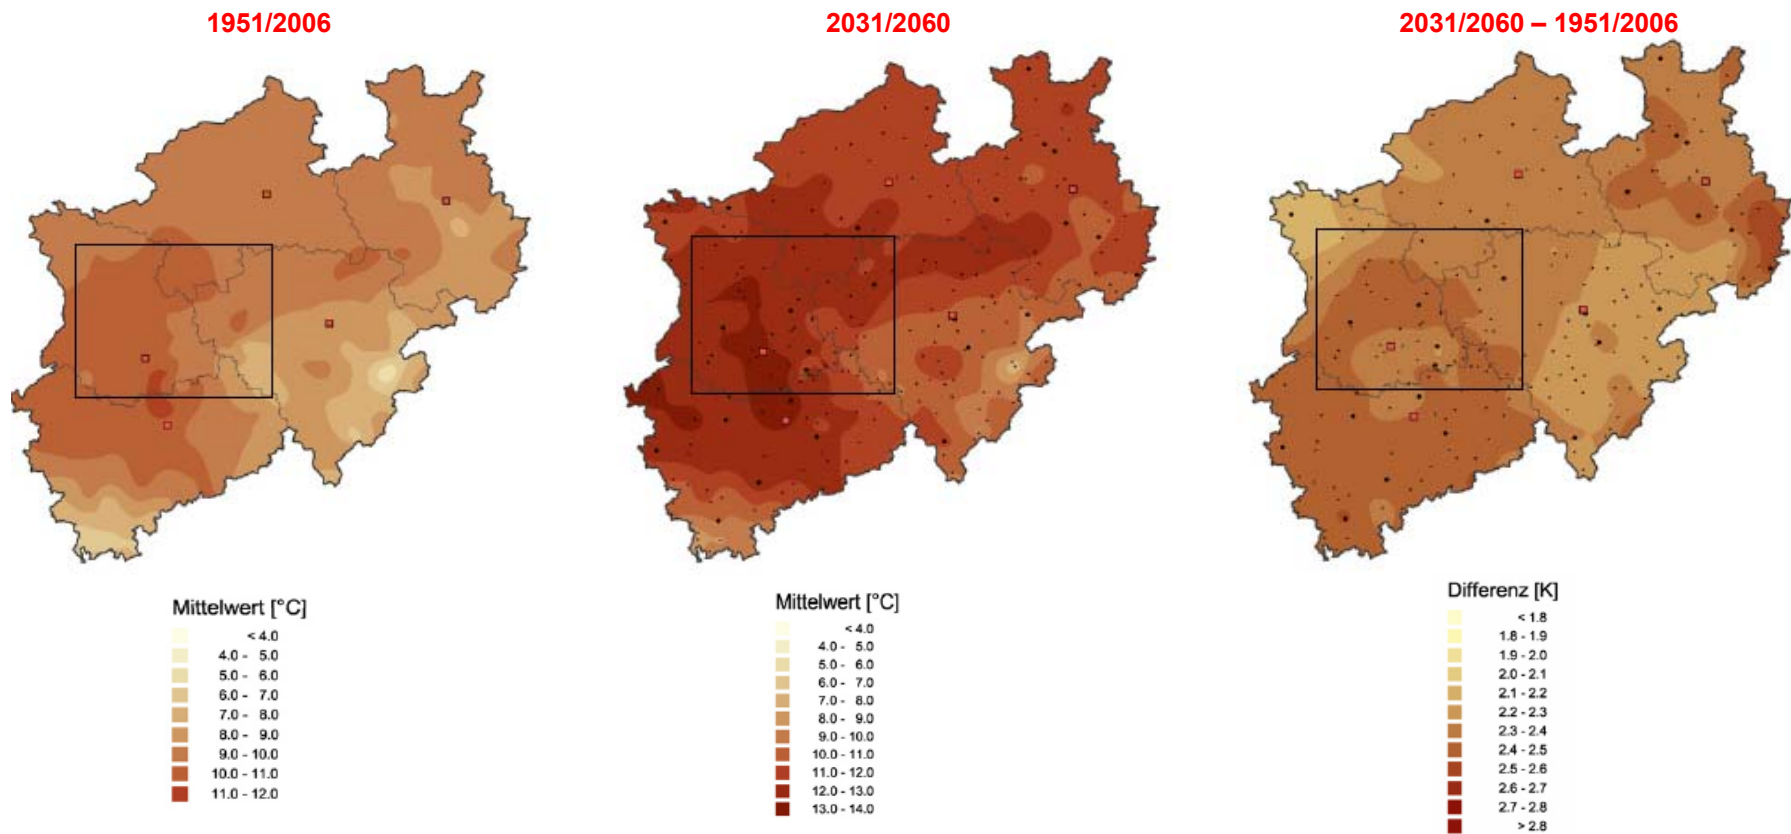 1951/2006
2031/2060
2031/2060 – 1951/2006
Mittelwert [°C]
< 4.0
4.0 - 5.0
5.0 - 6.0
6.0 - 7.0
7.0 - 8.0
8.0 - 9.0
9.0 - 10.0
10.0 - 11.0
11.0 - 12.0
Mittelwert [°C]
< 4.0
4.0 - 5.0
5.0 - 6.0
6.0 - 7.0
7.0 - 8.0
8.0 - 9.0
9.0 - 10.0
10.0 - 11.0
11.0 - 12.0
12.0 - 13.0
13.0 - 14.0
Differenz [K]
< 1.8
1.8 - 1.9
1.9 - 2.0
2.0 - 2.1
2.1 - 2.2
2.2 - 2.3
2.3 - 2.4
2.4 - 2.5
2.5 - 2.6
2.6 - 2.7
2.7 - 2.8
> 2.8